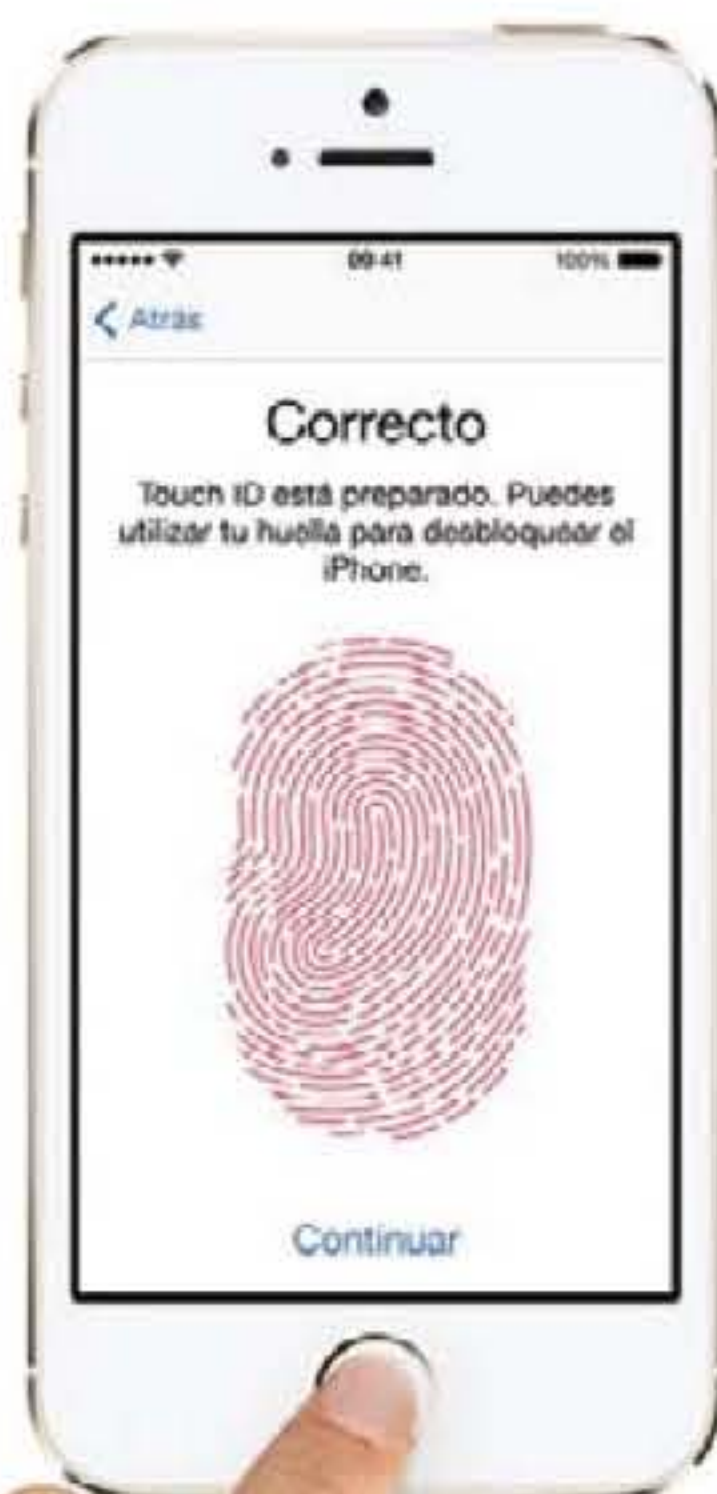 09:41 100%
Atrás
Correcto
Touch ID está preparado. Puedes
utilizar tu huella para desbloquear el
iPhone.
Continuar